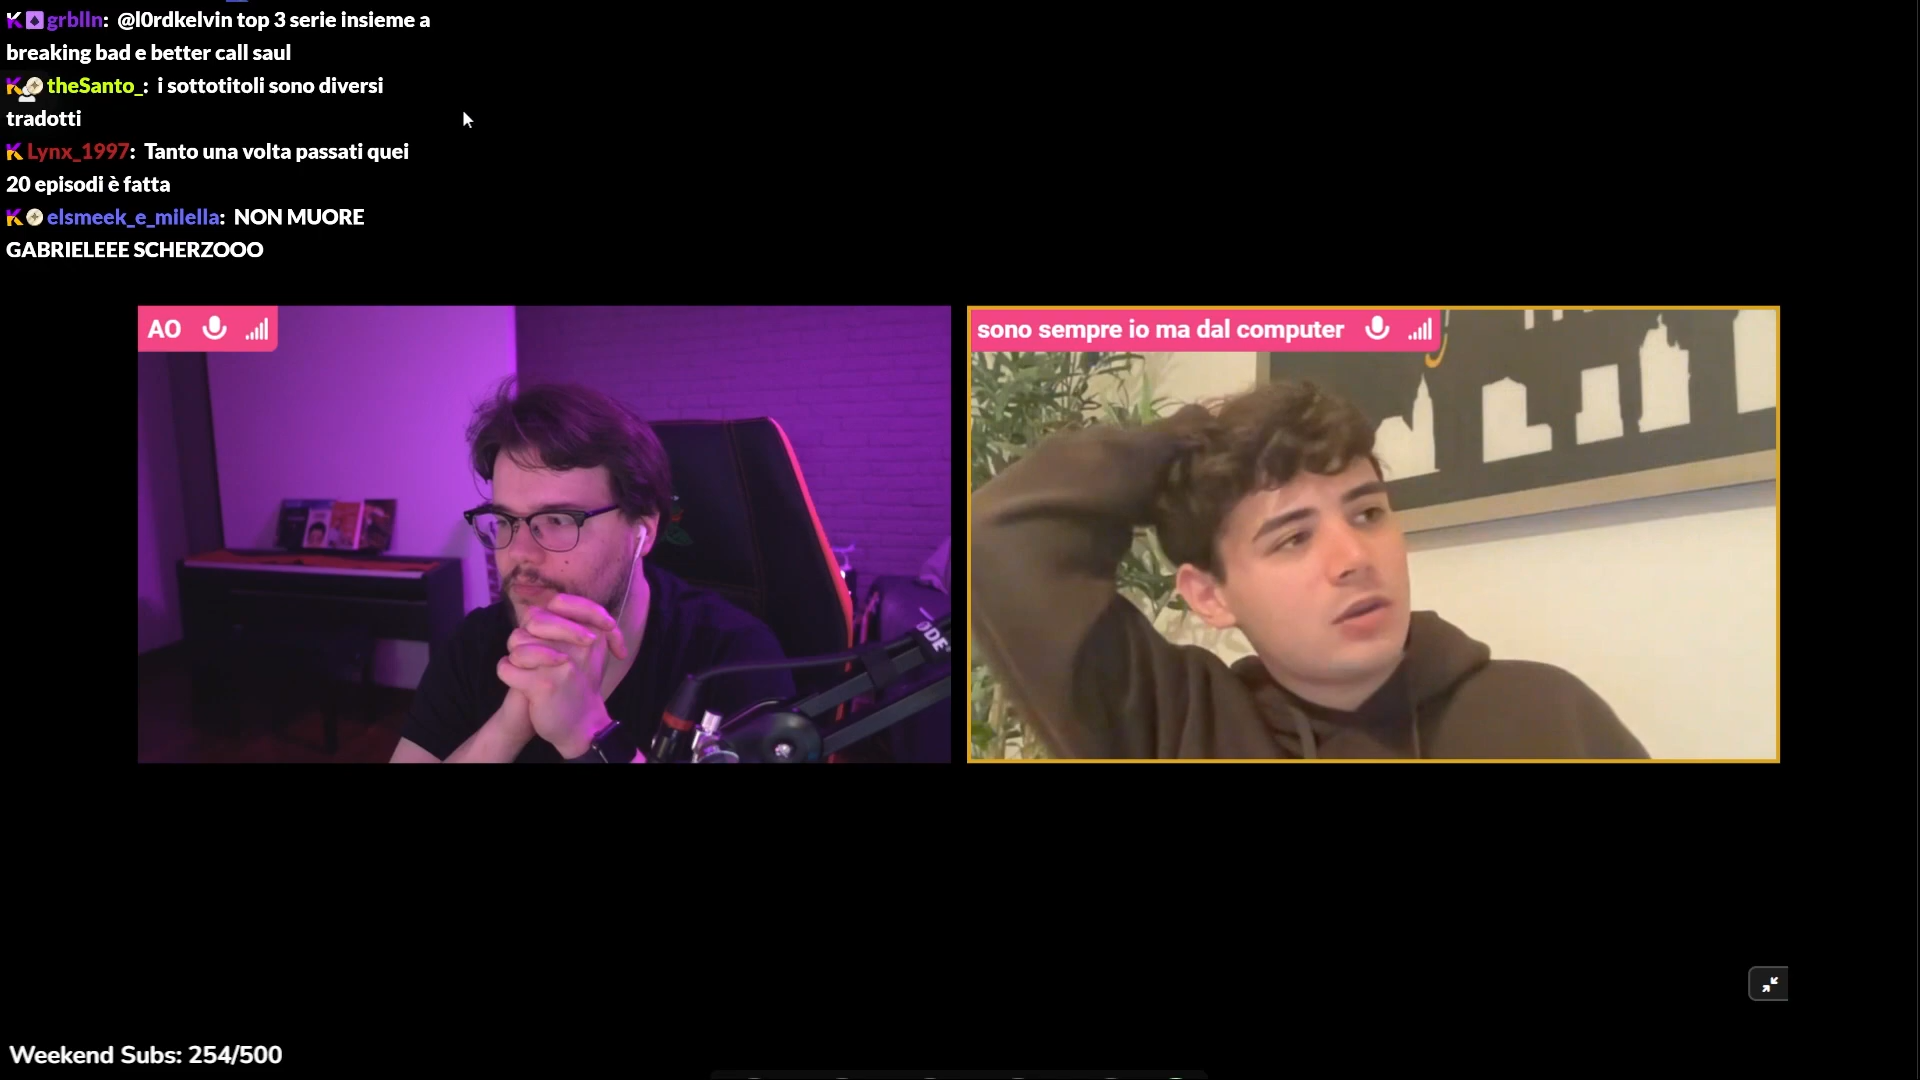 grblln: @l0rdkelvin top 3 serie insieme a
breaking bad e better call saul
theSanto_: i sottotitoli sono diversi
tradotti
Lynx_1997: Tanto una volta passati quei
20 episodi è fatta
elsmeek_e_milella: NON MUORE
GABRIELEEE SCHERZOOO
AO
sono sempre io ma dal computer
Weekend Subs: 254/500